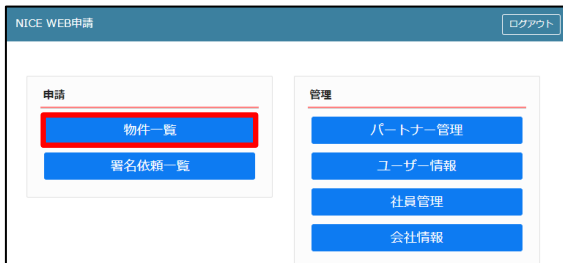 NICE WEB申請
ログアウト
申請
物件一覧
署名依頼一覧
管理
パートナー管理
ユーザー情報
社員管理
会社情報